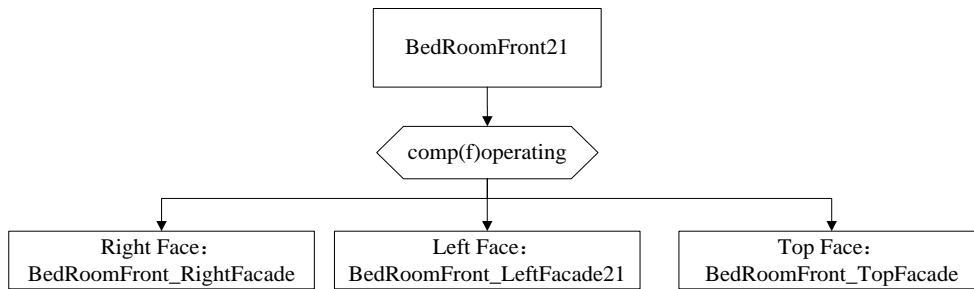 BedRoomFront21
comp(f)operating
Right Face：
BedRoomFront_RightFacade
Left Face：
BedRoomFront_LeftFacade21
Top Face：
BedRoomFront_TopFacade